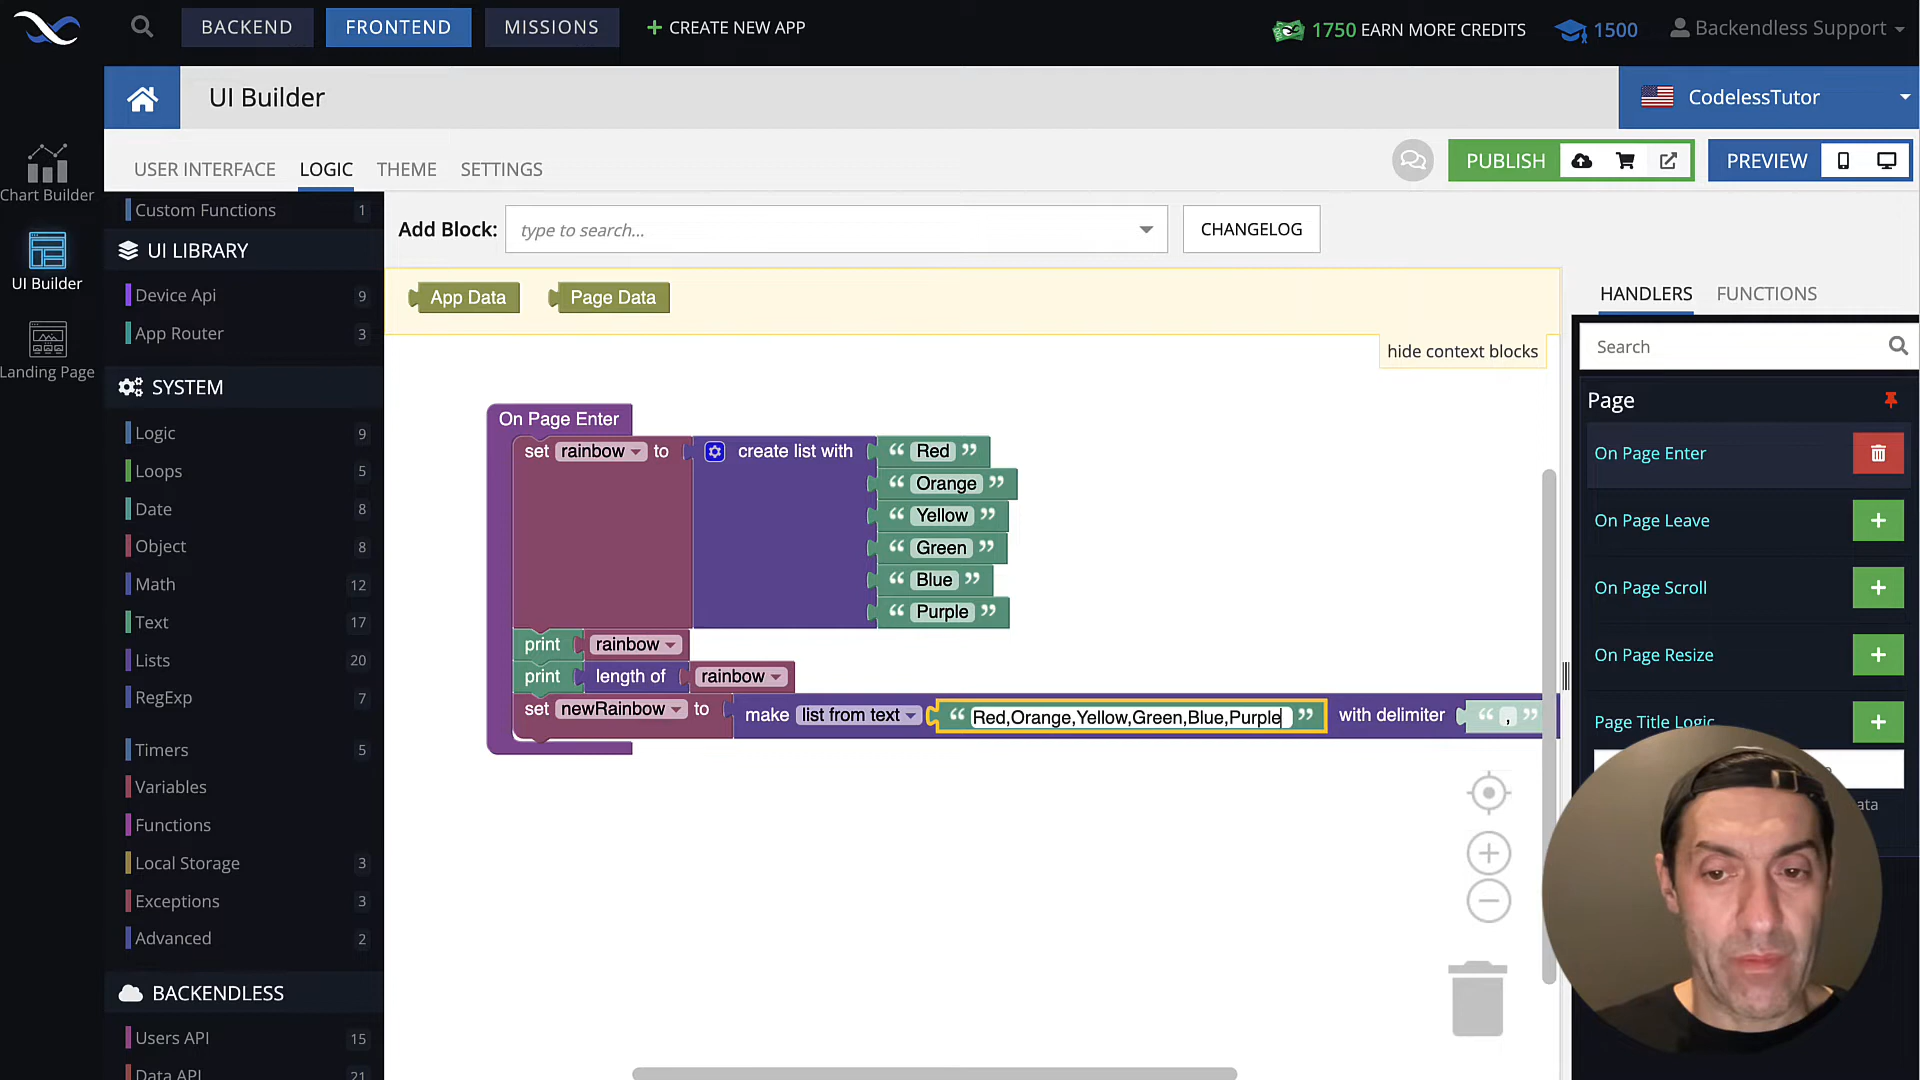 BACKEND
FRONTEND
MISSIONS
CREATE NEW APP
1750 EARN MORE CREDITS
1500
Backendless Support
UI Builder
CodelessTutor
Chart Builder
UI Builder
Landing Page
USER INTERFACE
LOGIC
THEME
SETTINGS
PUBLISH
PREVIEW
Custom Functions 1
UI LIBRARY
Device Api 9
App Router 3
SYSTEM
Logic 9
Loops 5
Date 8
Object 8
Math 12
Text 17
Lists 20
RegExp 7
Timers 5
Variables
Functions
Local Storage 3
Exceptions 3
Advanced 2
BACKENDLESS
Users API 15
Data API 21
Add Block: type to search...
CHANGELOG
App Data
Page Data
hide context blocks
On Page Enter
set rainbow to create list with “ Red ”
“ Orange ”
“ Yellow ”
“ Green ”
“ Blue ”
“ Purple ”
print rainbow
print length of rainbow
set newRainbow to make list from text “ Red,Orange,Yellow,Green,Blue,Purple ” with delimiter “ , ”
HANDLERS
FUNCTIONS
Search
Page
On Page Enter
On Page Leave
On Page Scroll
On Page Resize
Page Title Logic